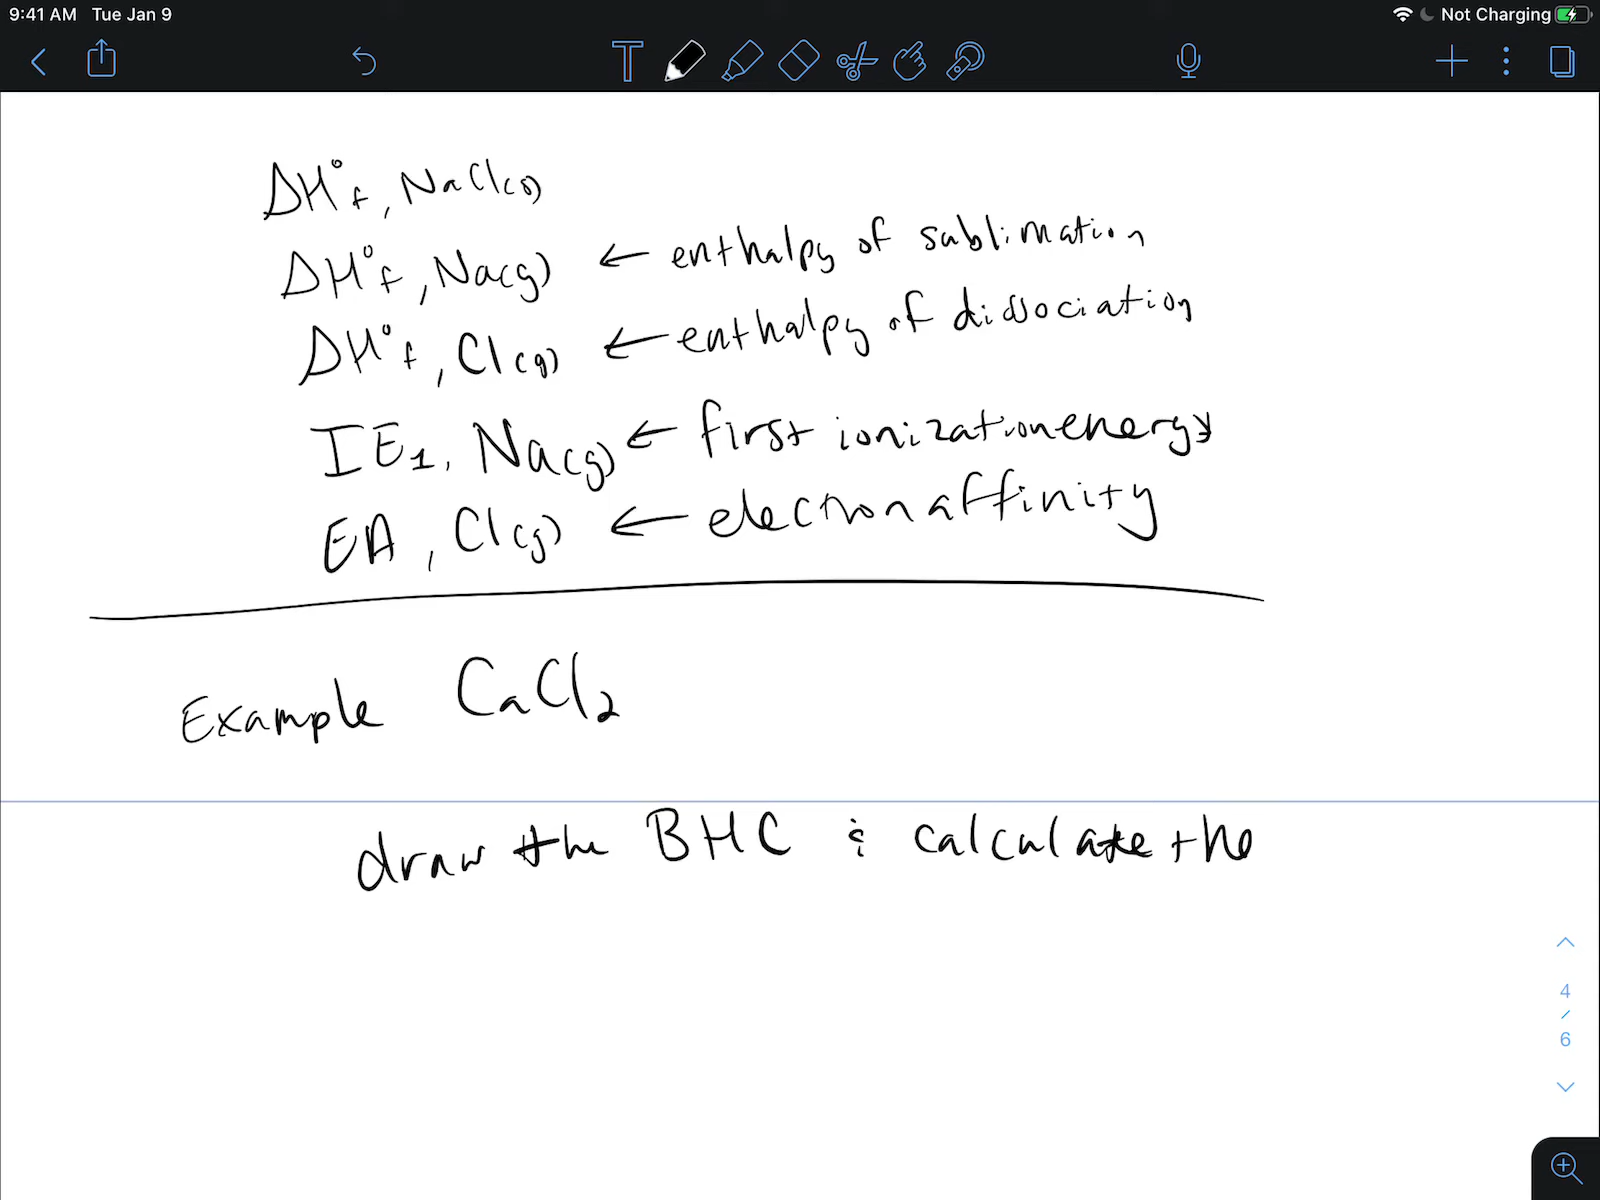 9:41 AM Tue Jan 9 Not Charging
T
ΔH°f, NaCl(s)
ΔH°f, Na(g) ← enthalpy of sublimation
ΔH°f, Cl(g) ← enthalpy of dissociation
IE1, Na(g) ← first ionization energy
EA, Cl(g) ← electron affinity
Example CaCl2
draw the BHC & calculate the
4
/
6